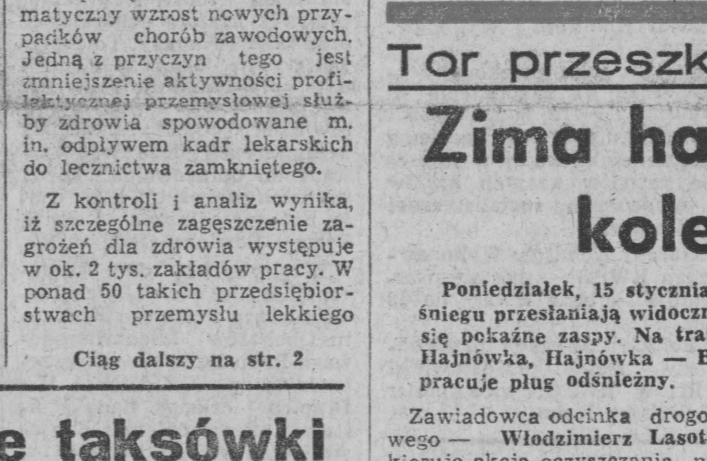 matyczny wzrost nowych przy-
padków chorób zawodowych.
Jedną z przyczyn tego jest
zmniejszenie aktywności profi-
laktycznej przemysłowej służ-
by zdrowia spowodowane m.
in. odpływem kadr lekarskich
do lecznictwa zamkniętego.
Z kontroli i analiz wynika,
iż szczególne zagęszczenie za-
grożeń dla zdrowia występuje
w ok. 2 tys. zakładów pracy. W
ponad 50 takich przedsiębior-
stwach przemysłu lekkiego
Ciąg dalszy na str. 2
e taksówki
Tor przeszk
Zima ha
kole
Poniedziałek, 15 stycznia
śniegu przesłaniają widoczn
się pokaźne zaspy. Na tra
Hajnówka, Hajnówka — B
pracuje pług odśnieżny.
Zawiadowca odcinka drogo
wego — Włodzimierz Lasot
kieruje akcją oczyszczania